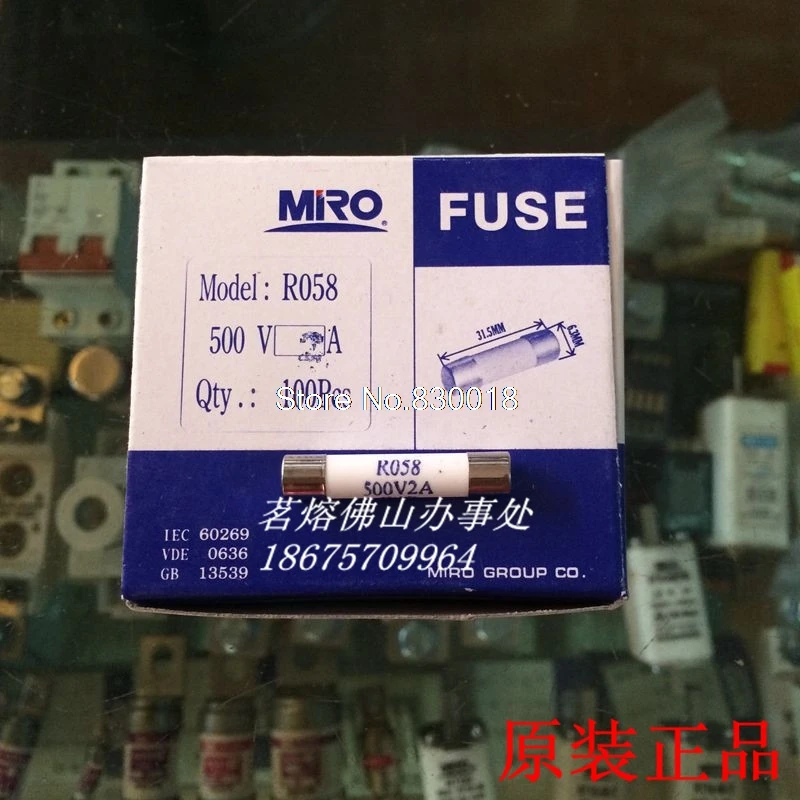 MIRO
FUSE
Model: R058
500 V A
Qty.: 100Pcs
31.5MM
6.3MM
Store No.830018
R058
500V2A
茗熔佛山办事处
18675709964
IEC 60269
VDE 0636
GB 13539
MIRO GROUP CO.
原装正品
MIRO